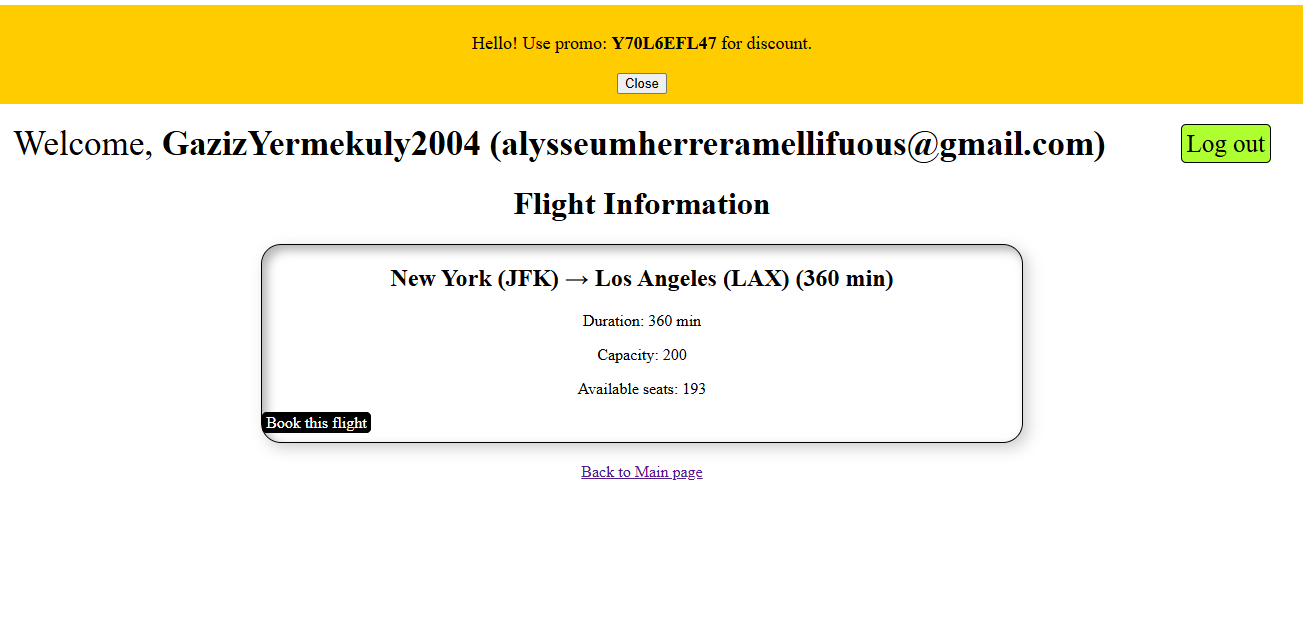 Hello! Use promo: Y70L6EFL47 for discount.
Close
Welcome, GazizYermekuly2004 (alysseumherreramellifuous@gmail.com)
Log out
Flight Information
New York (JFK) → Los Angeles (LAX) (360 min)
Duration: 360 min
Capacity: 200
Available seats: 193
Book this flight
Back to Main page